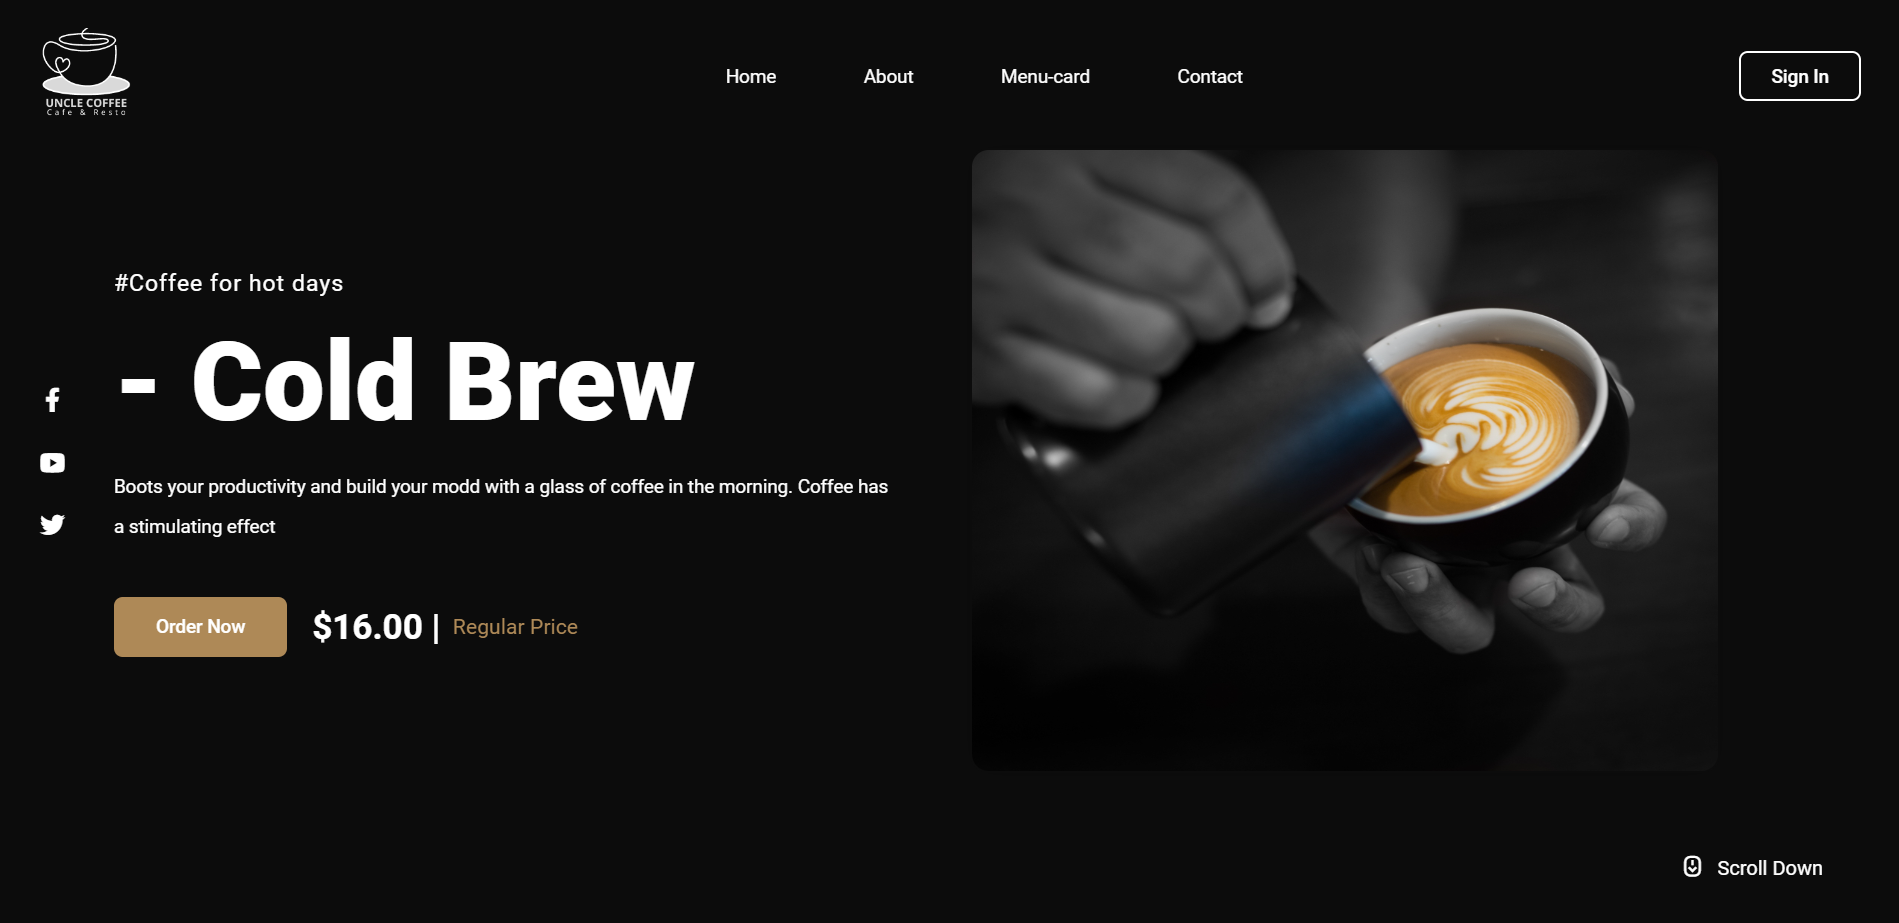 UNCLE COFFEE
Cafe & Resto
Home
About
Menu-card
Contact
Sign In
#Coffee for hot days
- Cold Brew
Boots your productivity and build your modd with a glass of coffee in the morning. Coffee has
a stimulating effect
Order Now
$16.00 | Regular Price
Scroll Down